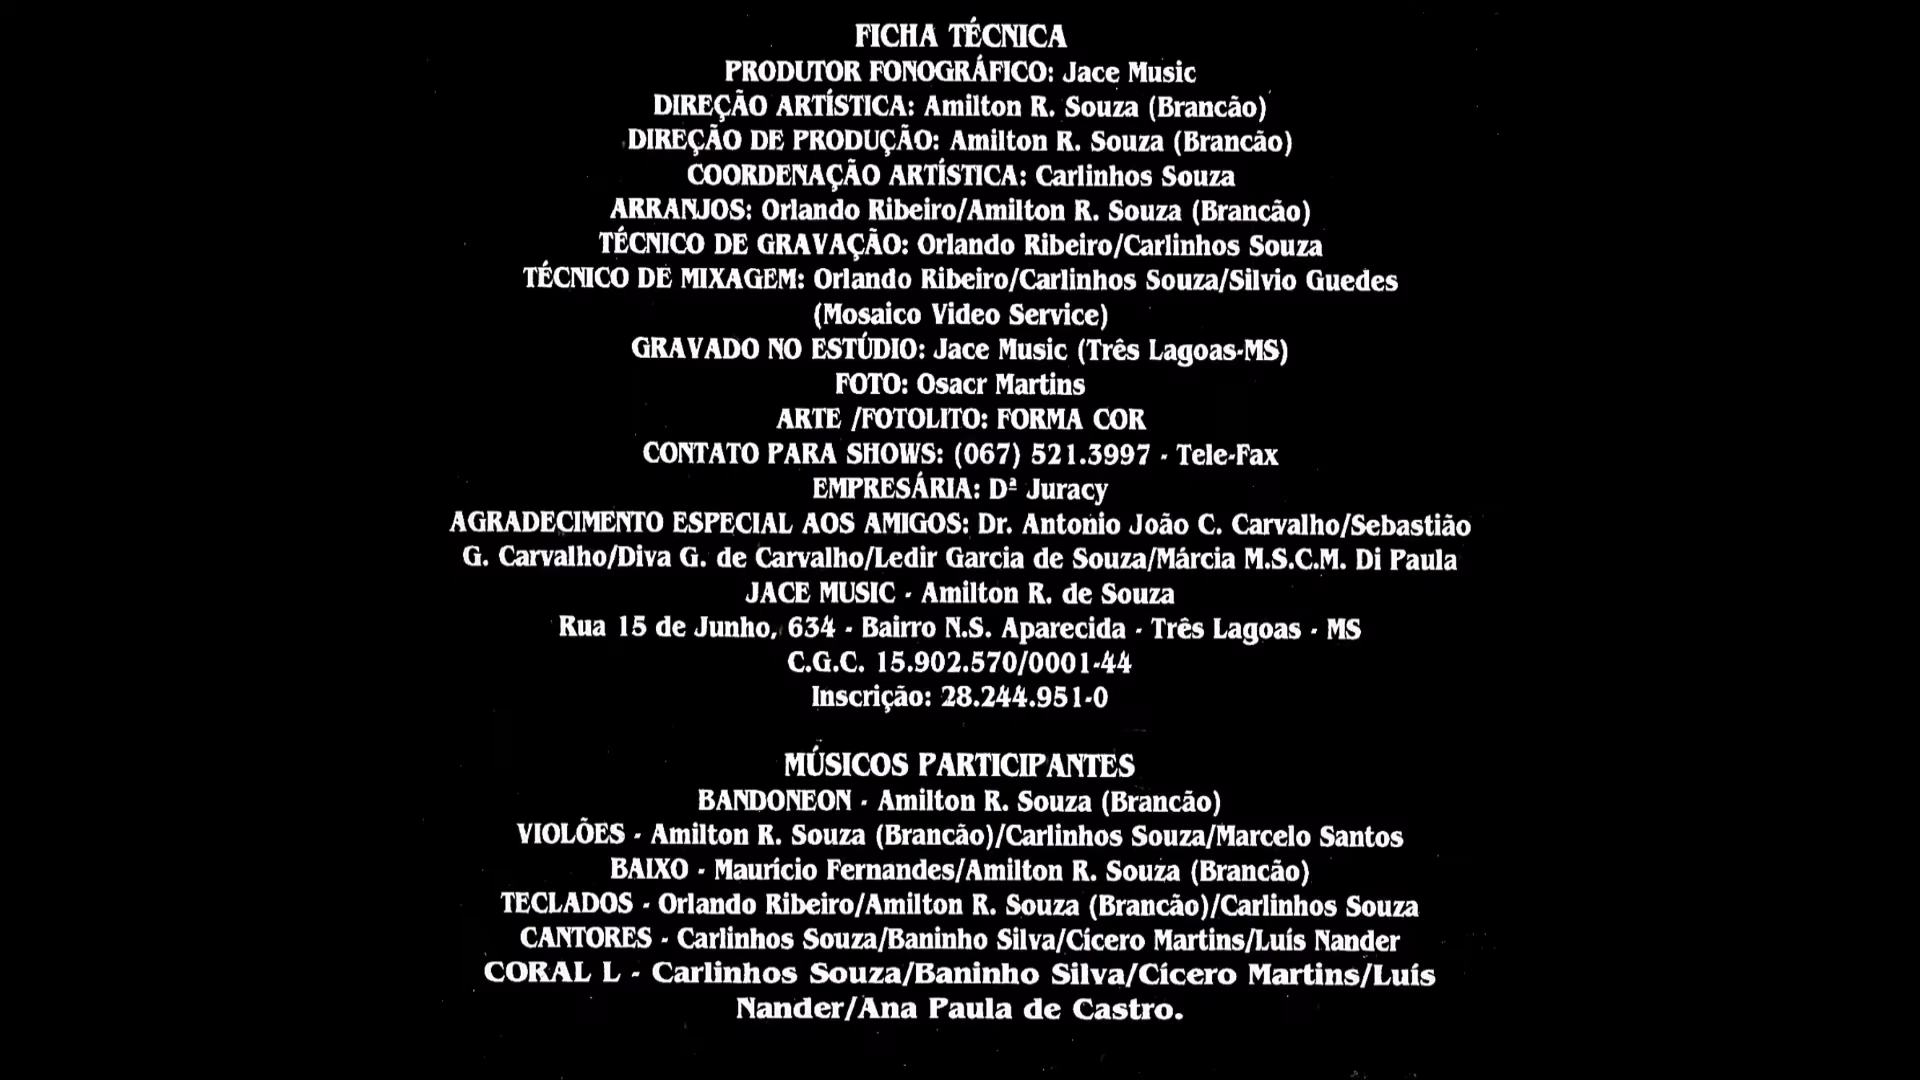 FICHA TÉCNICA
PRODUTOR FONOGRÁFICO: Jace Music
DIREÇÃO ARTÍSTICA: Amilton R. Souza (Brancão)
DIREÇÃO DE PRODUÇÃO: Amilton R. Souza (Brancão)
COORDENAÇÃO ARTÍSTICA: Carlinhos Souza
ARRANJOS: Orlando Ribeiro/Amilton R. Souza (Brancão)
TÉCNICO DE GRAVAÇÃO: Orlando Ribeiro/Carlinhos Souza
TÉCNICO DE MIXAGEM: Orlando Ribeiro/Carlinhos Souza/Silvio Guedes
(Mosaico Video Service)
GRAVADO NO ESTÚDIO: Jace Music (Três Lagoas-MS)
FOTO: Osacr Martins
ARTE /FOTOLITO: FORMA COR
CONTATO PARA SHOWS: (067) 521.3997 - Tele-Fax
EMPRESÁRIA: Dª Juracy
AGRADECIMENTO ESPECIAL AOS AMIGOS: Dr. Antonio João C. Carvalho/Sebastião
G. Carvalho/Diva G. de Carvalho/Ledir Garcia de Souza/Márcia M.S.C.M. Di Paula
JACE MUSIC - Amilton R. de Souza
Rua 15 de Junho, 634 - Bairro N.S. Aparecida - Três Lagoas - MS
C.G.C. 15.902.570/0001-44
Inscrição: 28.244.951-0
MÚSICOS PARTICIPANTES
BANDONEON - Amilton R. Souza (Brancão)
VIOLÕES - Amilton R. Souza (Brancão)/Carlinhos Souza/Marcelo Santos
BAIXO - Maurício Fernandes/Amilton R. Souza (Brancão)
TECLADOS - Orlando Ribeiro/Amilton R. Souza (Brancão)/Carlinhos Souza
CANTORES - Carlinhos Souza/Baninho Silva/Cícero Martins/Luís Nander
CORAL L - Carlinhos Souza/Baninho Silva/Cícero Martins/Luís
Nander/Ana Paula de Castro.